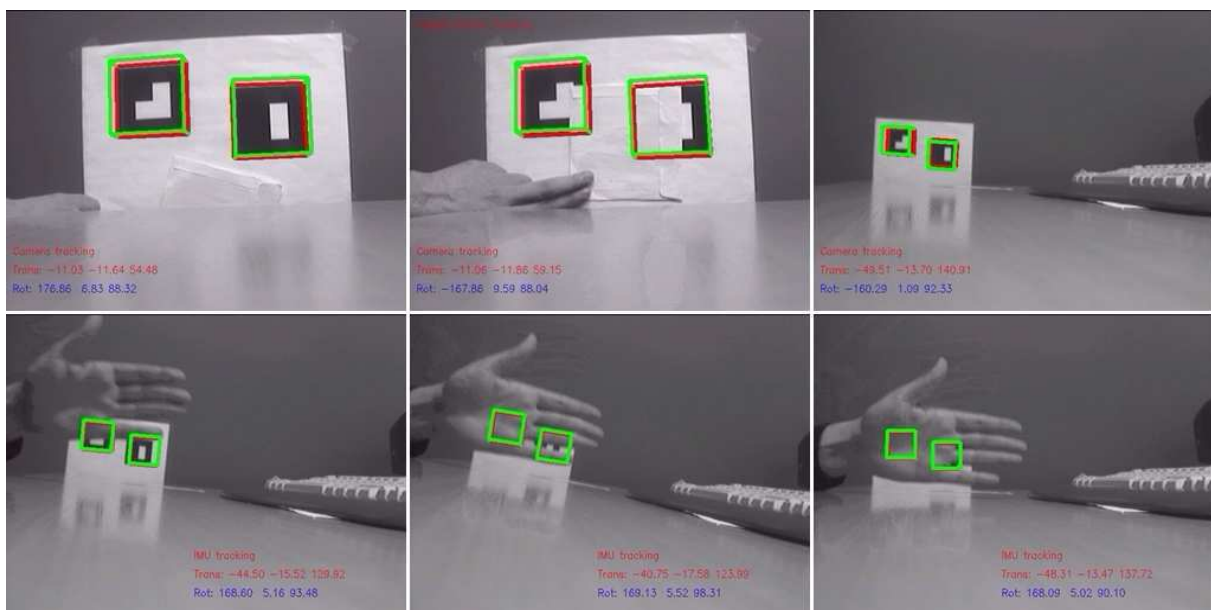 Camera tracking
Trans: -11.03 -11.64 54.48
Rot: 176.86 6.83 88.32
tracking
Camera tracking
Trans: -11.06 -11.86 59.15
Rot: -167.86 9.59 88.04
Camera tracking
Trans: -49.51 -13.70 140.91
Rot: -160.29 1.09 92.33
IMU tracking
Trans: -44.50 -15.52 129.92
Rot: 168.60 5.16 93.48
IMU tracking
Trans: -40.75 -17.58 123.99
Rot: 169.13 5.52 98.31
IMU tracking
Trans: -48.31 -13.47 137.72
Rot: 168.09 5.02 90.10